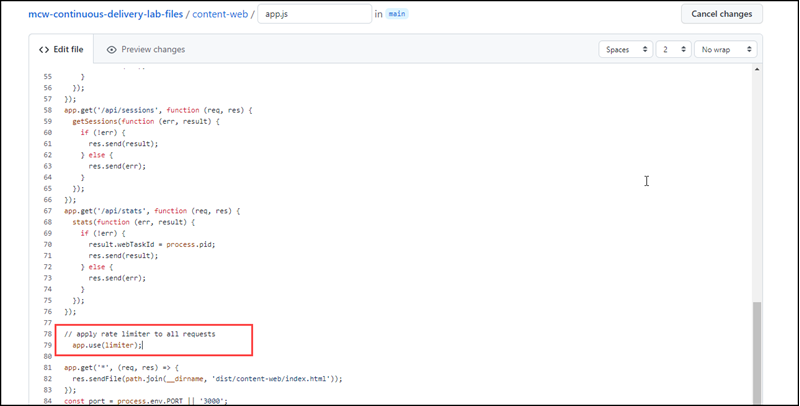 mcw-continuous-delivery-lab-files / content-web / app.js in main Cancel changes
Edit file Preview changes Spaces 2 No wrap
55 }
56 });
57 });
58 app.get('/api/sessions', function (req, res) {
59 getSessions(function (err, result) {
60 if (!err) {
61 res.send(result);
62 } else {
63 res.send(err);
64 }
65 });
66 });
67 app.get('/api/stats', function (req, res) {
68 stats(function (err, result) {
69 if (!err) {
70 result.webTaskId = process.pid;
71 res.send(result);
72 } else {
73 res.send(err);
74 }
75 });
76 });
77
78 // apply rate limiter to all requests
79 app.use(limiter);
80
81 app.get('*', (req, res) => {
82 res.sendFile(path.join(__dirname, 'dist/content-web/index.html'));
83 });
84 const port = process.env.PORT || '3000';